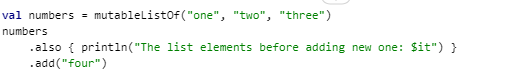 val numbers = mutableListOf("one", "two", "three")
numbers
    .also { println("The list elements before adding new one: $it") }
    .add("four")